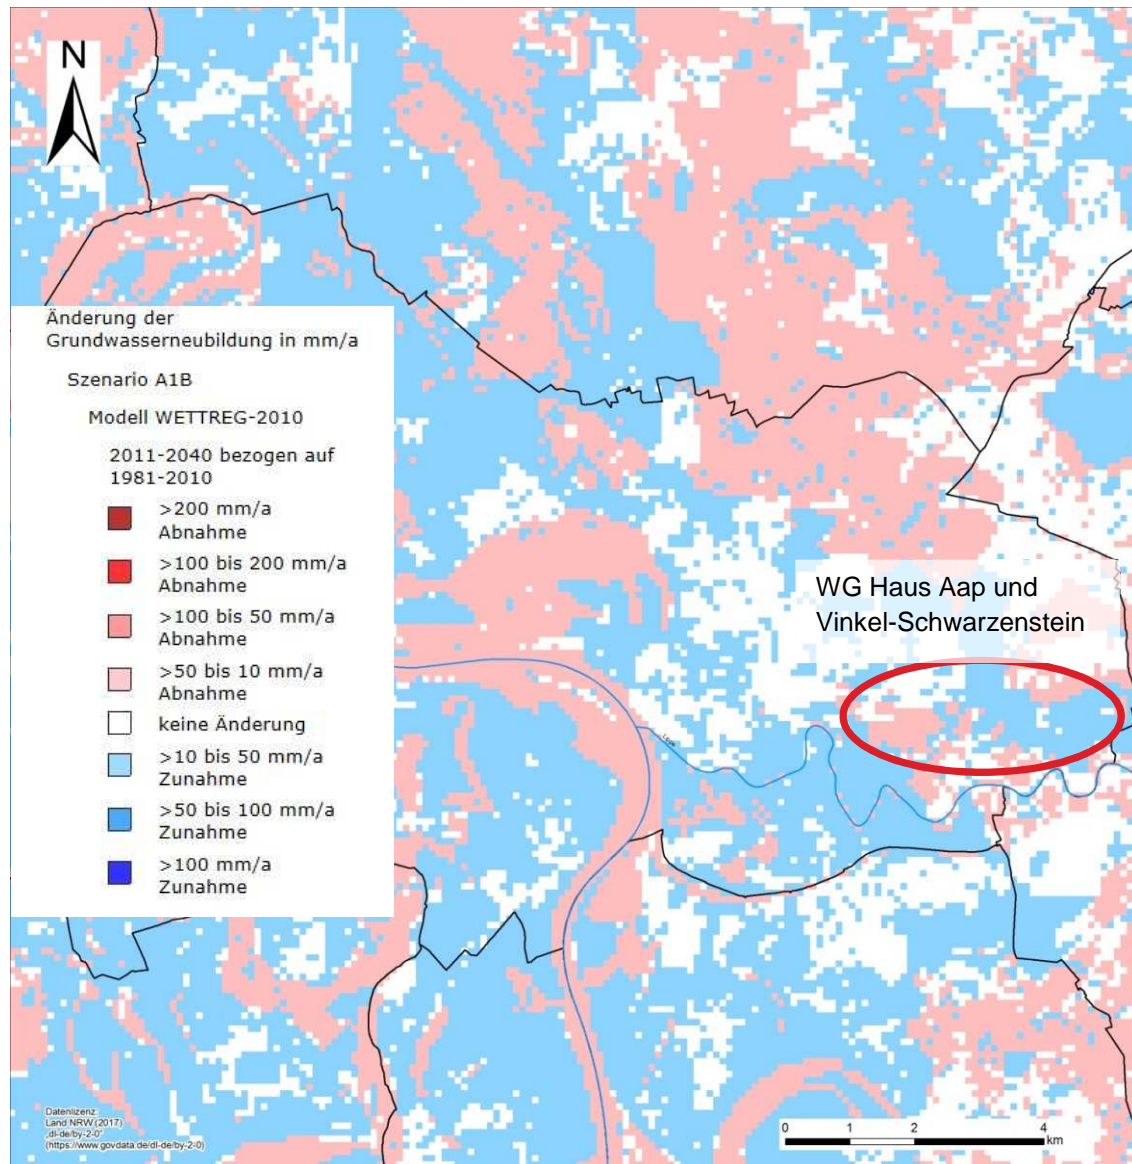 N
Änderung der
Grundwasserneubildung in mm/a
Szenario A1B
Modell WETTREG-2010
2011-2040 bezogen auf
1981-2010
>200 mm/a
Abnahme
>100 bis 200 mm/a
Abnahme
>100 bis 50 mm/a
Abnahme
>50 bis 10 mm/a
Abnahme
keine Änderung
>10 bis 50 mm/a
Zunahme
>50 bis 100 mm/a
Zunahme
>100 mm/a
Zunahme
WG Haus Aap und
Vinkel-Schwarzenstein
Lippe
Datenlizenz:
Land NRW (2017)
„dl-de/by-2-0“
(https://www.govdata.de/dl-de/by-2-0)
0 1 2 4
km